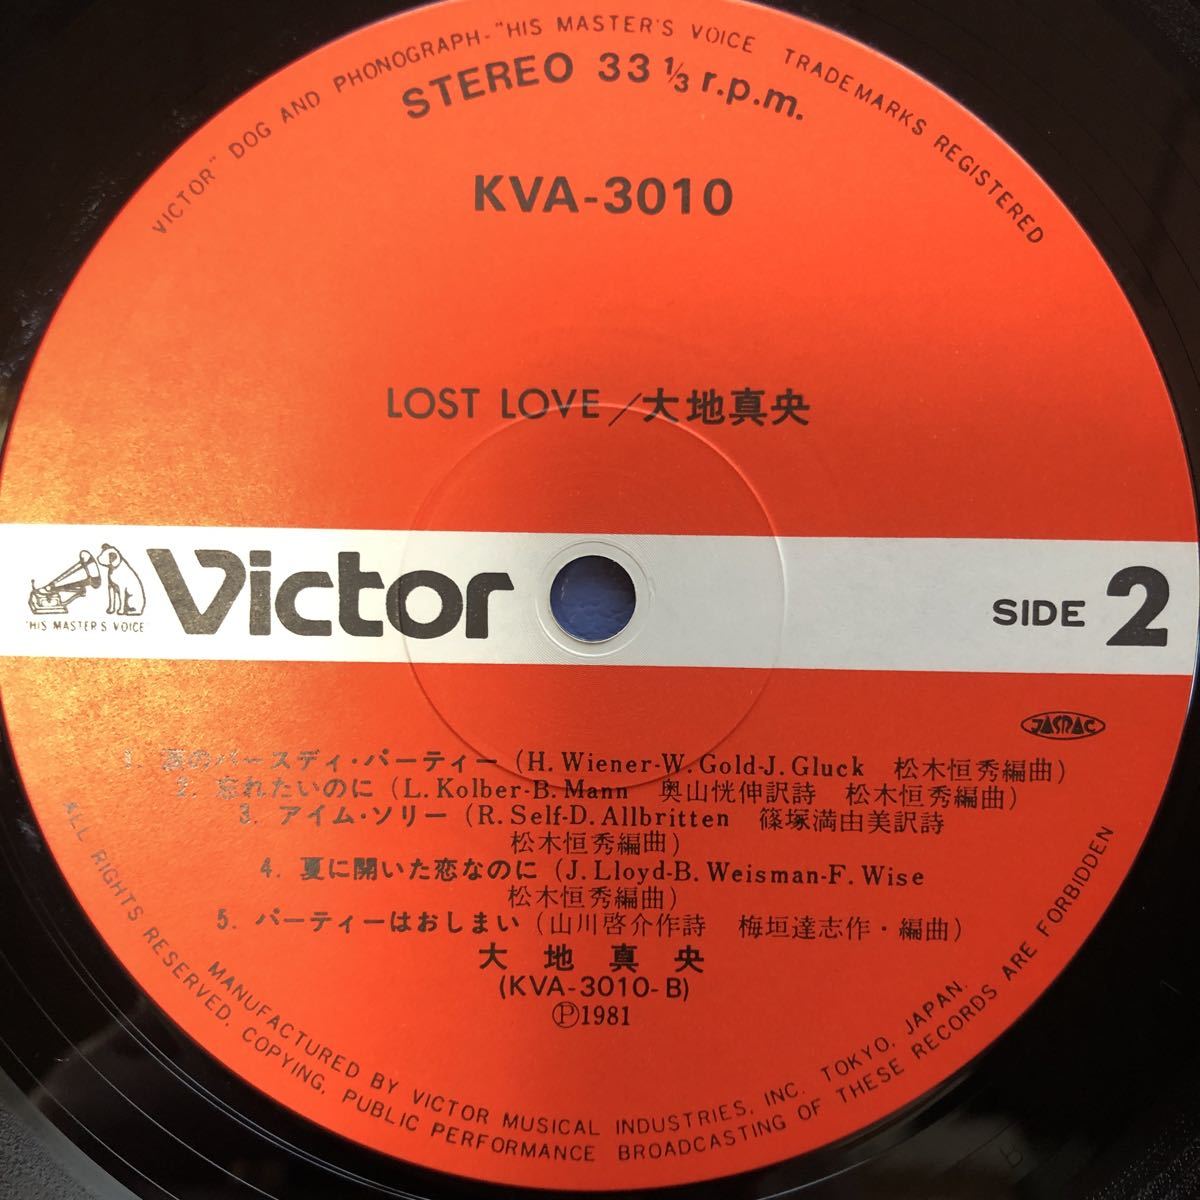 "VICTOR" DOG AND PHONOGRAPH-"HIS MASTER'S VOICE TRADEMARKS REGISTERED
STEREO 33 1/3 r.p.m.
KVA-3010
LOST LOVE／大地真央
"HIS MASTER'S VOICE"
Victor
SIDE 2
JASRAC
1. 涙のバースディ・パーティー (H. Wiener-W. Gold-J. Gluck 松木恒秀編曲)
2. 忘れたいのに (L. Kolber-B. Mann 奥山恍伸訳詩 松木恒秀編曲)
3. アイム・ソリー (R. Self-D. Allbritten 篠塚満由美訳詩
松木恒秀編曲)
4. 夏に開いた恋なのに (J. Lloyd-B. Weisman-F. Wise
松木恒秀編曲)
5. パーティーはおしまい (山川啓介作詩 梅垣達志作・編曲)
大地真央
(KVA-3010-B)
Ⓟ1981
ALL RIGHTS RESERVED. COPYING, PUBLIC PERFORMANCE BROADCASTING OF THESE RECORDS ARE FORBIDDEN
MANUFACTURED BY VICTOR MUSICAL INDUSTRIES, INC. TOKYO, JAPAN.